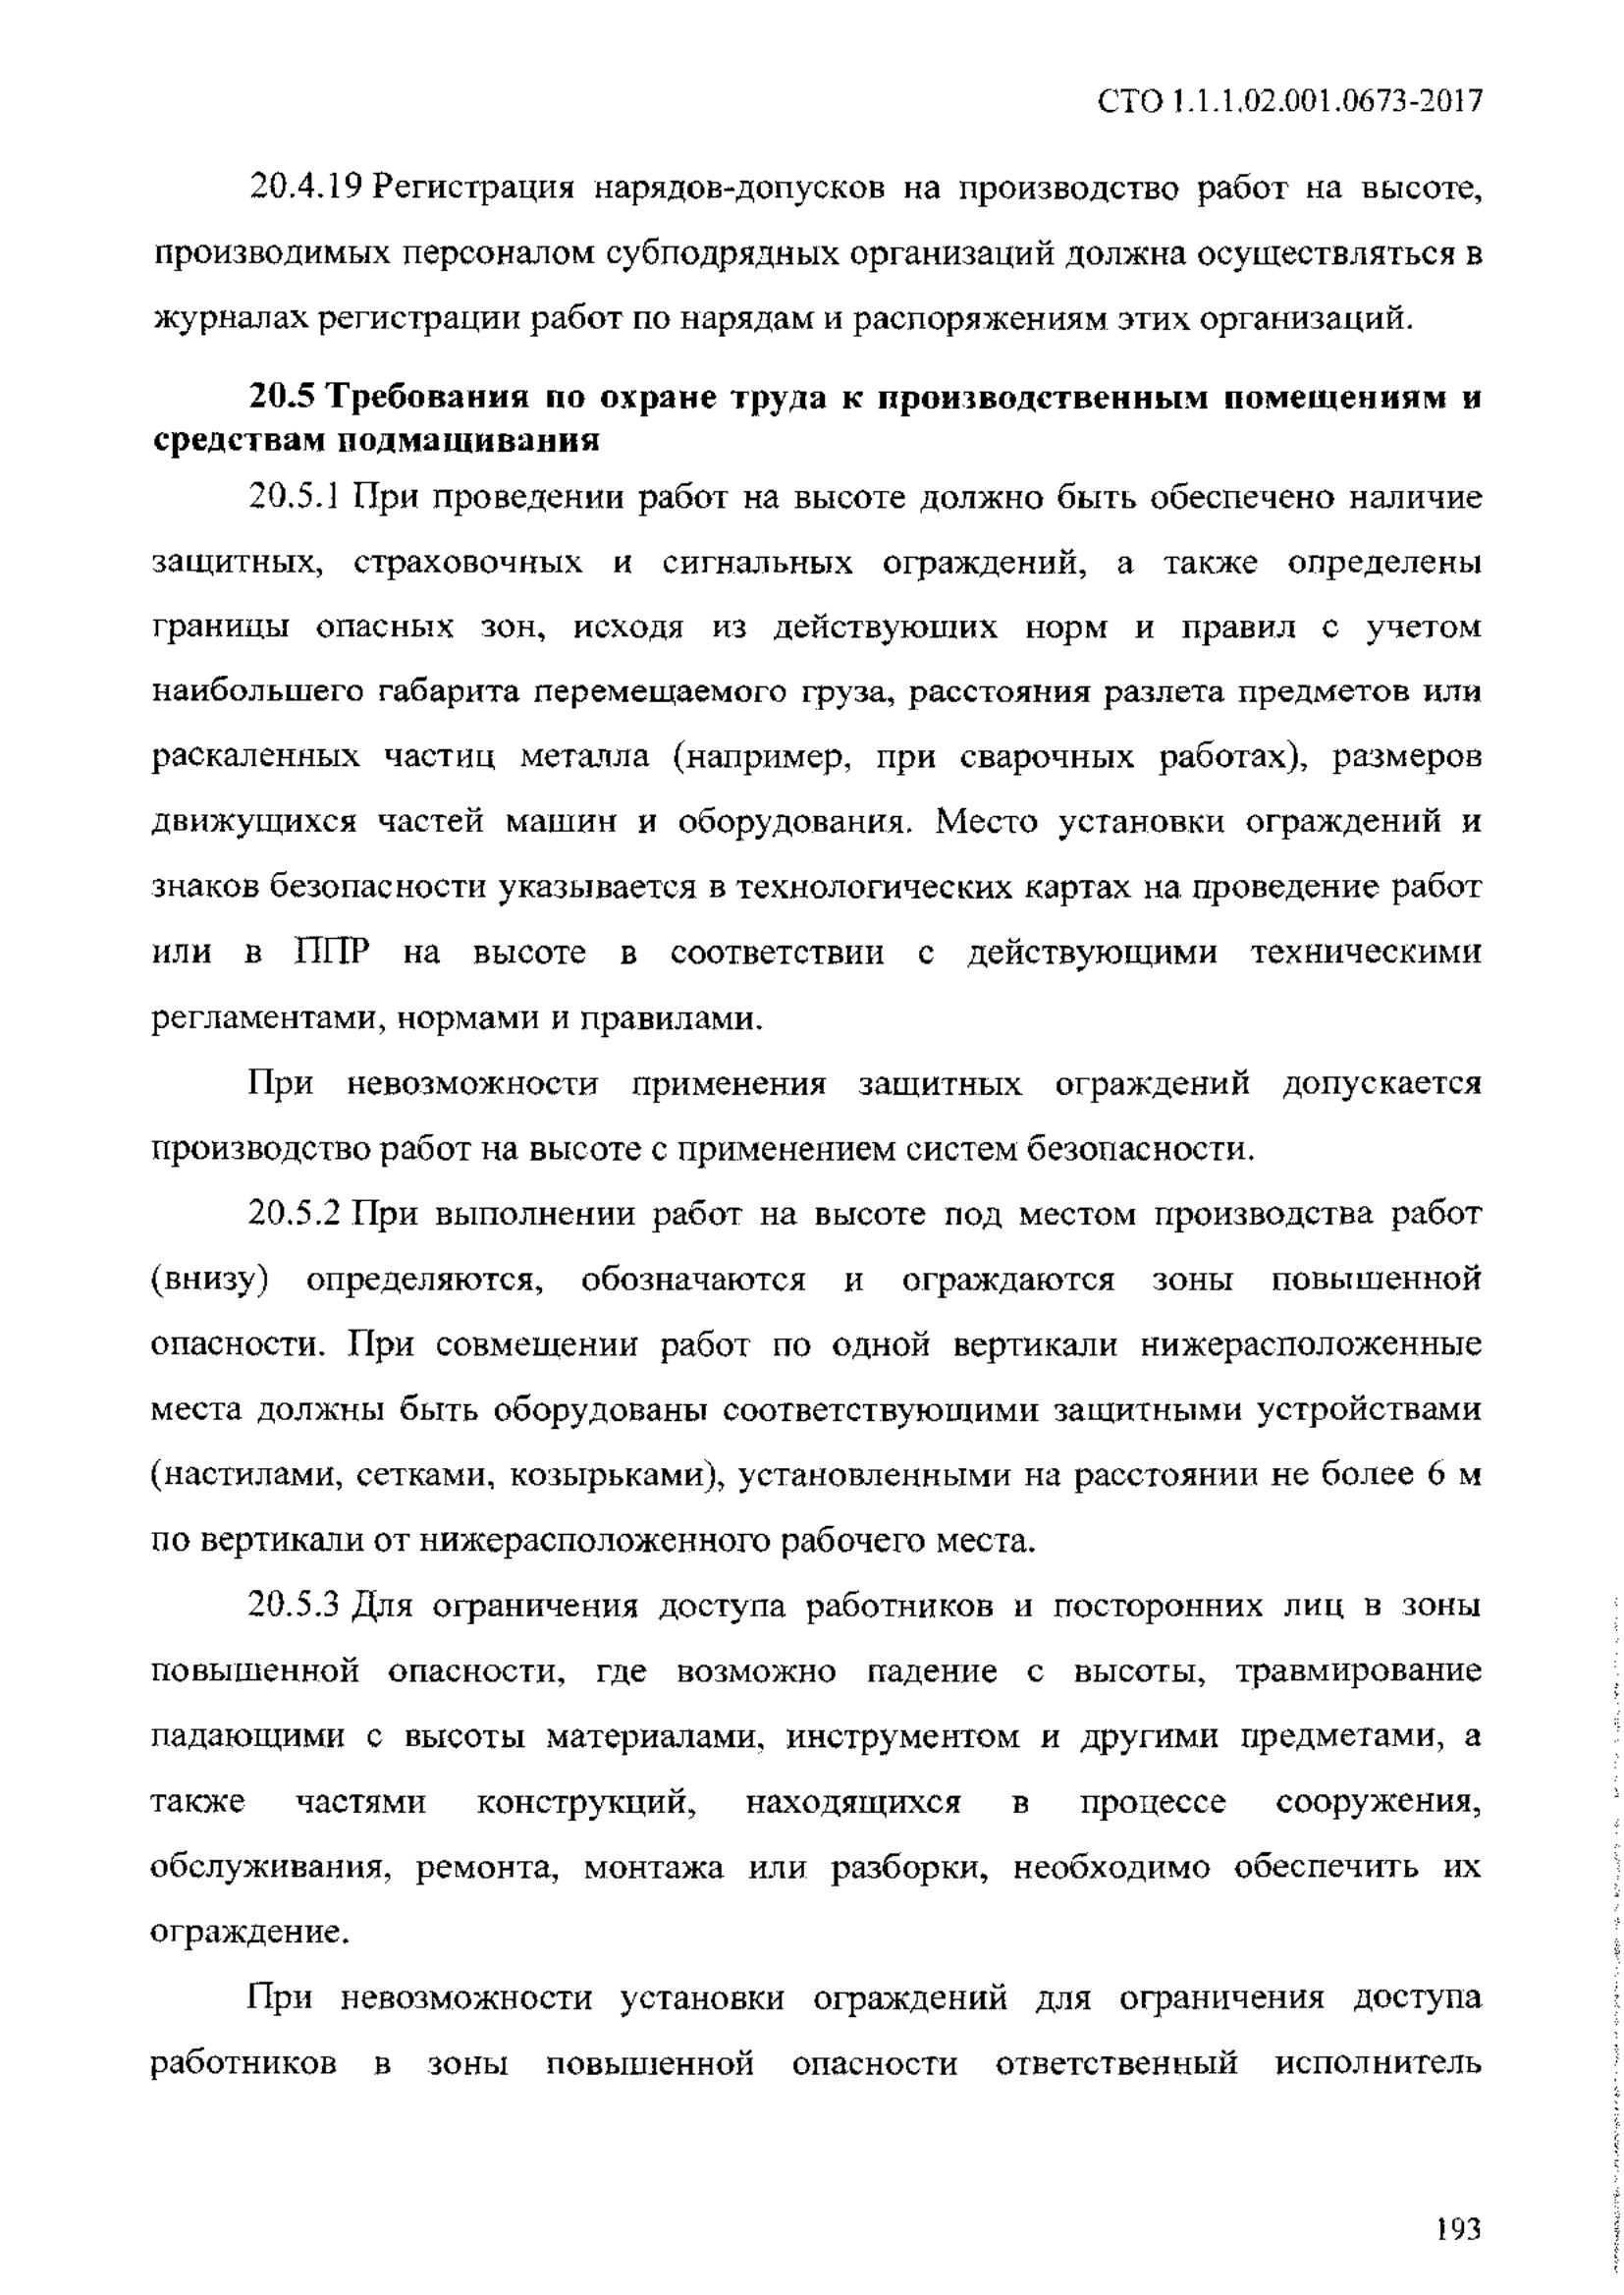 СТО 1.1.1.02.001.0673-2017
20.4.19 Регистрация нарядов-допусков на производство работ на высоте,
производимых персоналом субподрядных организаций должна осуществляться в
журналах регистрации работ по нарядам и распоряжениям этих организаций.
20.5 Требования по охране труда к производственным помещениям и
средствам подмащивания
20.5.1 При проведении работ на высоте должно быть обеспечено наличие
защитных, страховочных и сигнальных ограждений, а также определены
границы опасных зон, исходя из действующих норм и правил с учетом
наибольшего габарита перемещаемого груза, расстояния разлета предметов или
раскаленных частиц металла (например, при сварочных работах), размеров
движущихся частей машин и оборудования. Место установки ограждений и
знаков безопасности указывается в технологических картах на проведение работ
или в ППР на высоте в соответствии с действующими техническими
регламентами, нормами и правилами.
При невозможности применения защитных ограждений допускается
производство работ на высоте с применением систем безопасности.
20.5.2 При выполнении работ на высоте под местом производства работ
(внизу) определяются, обозначаются и ограждаются зоны повышенной
опасности. При совмещении работ по одной вертикали нижерасположенные
места должны быть оборудованы соответствующими защитными устройствами
(настилами, сетками, козырьками), установленными на расстоянии не более 6 м
по вертикали от нижерасположенного рабочего места.
20.5.3 Для ограничения доступа работников и посторонних лиц в зоны
повышенной опасности, где возможно падение с высоты, травмирование
падающими с высоты материалами, инструментом и другими предметами, а
также частями конструкций, находящихся в процессе сооружения,
обслуживания, ремонта, монтажа или разборки, необходимо обеспечить их
ограждение.
При невозможности установки ограждений для ограничения доступа
работников в зоны повышенной опасности ответственный исполнитель
193